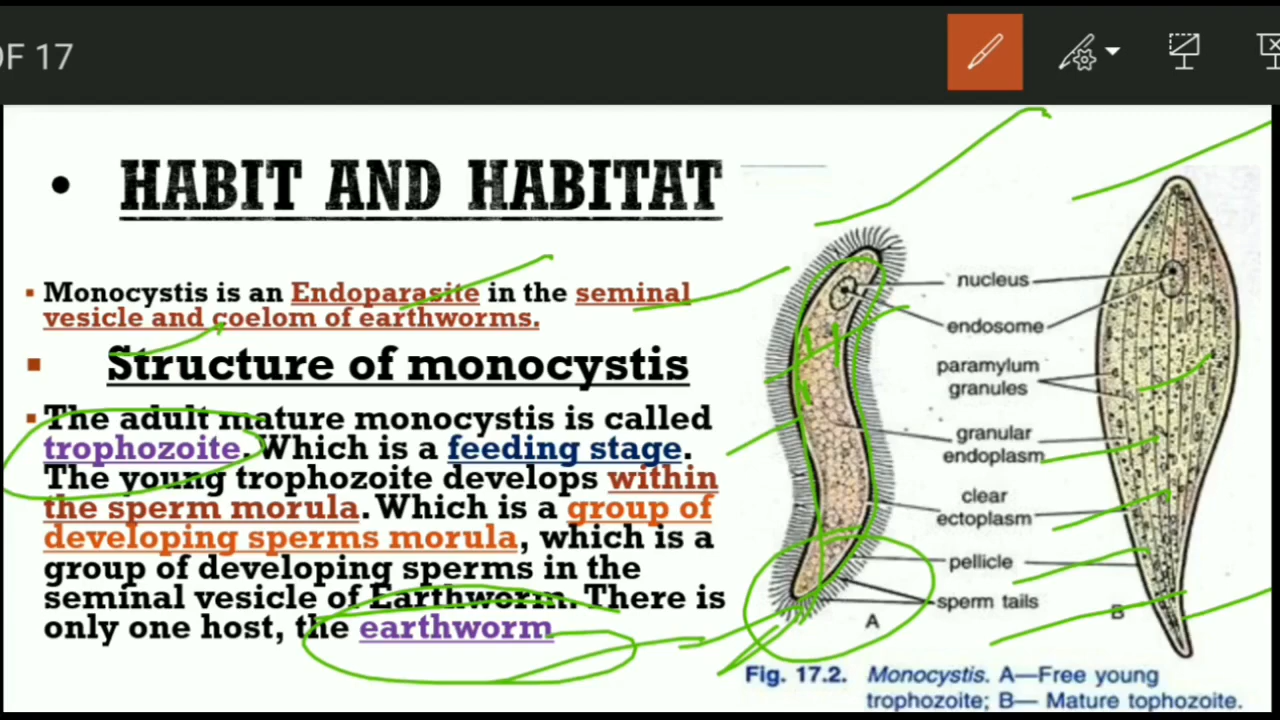 OF 17
• HABIT AND HABITAT
▪ Monocystis is an Endoparasite in the seminal
vesicle and coelom of earthworms.
▪ Structure of monocystis
▪ The adult mature monocystis is called
trophozoite. Which is a feeding stage.
The young trophozoite develops within
the sperm morula. Which is a group of
developing sperms morula, which is a
group of developing sperms in the
seminal vesicle of Earthworm. There is
only one host, the earthworm
nucleus
endosome
paramylum
granules
granular
endoplasm
clear
ectoplasm
pellicle
sperm tails
A
B
Fig. 17.2. Monocystis. A—Free young
trophozoite; B— Mature tophozoite.